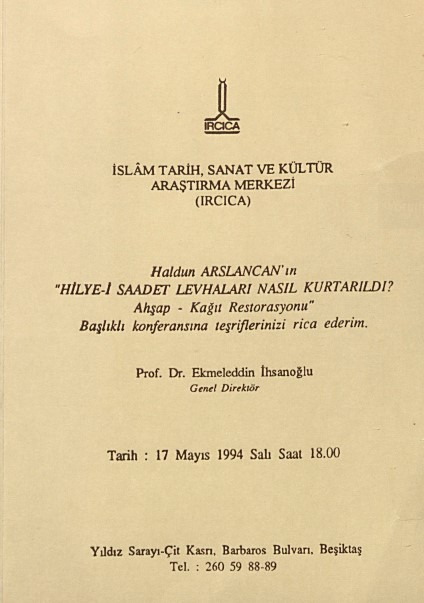 IRCICA
İSLÂM TARİH, SANAT VE KÜLTÜR
ARAŞTIRMA MERKEZİ
(IRCICA)
Haldun ARSLANCAN'ın
"HİLYE-İ SAADET LEVHALARI NASIL KURTARILDI?
Ahşap - Kağıt Restorasyonu"
Başlıklı konferansına teşriflerinizi rica ederim.
Prof. Dr. Ekmeleddin İhsanoğlu
Genel Direktör
Tarih : 17 Mayıs 1994 Salı Saat 18.00
Yıldız Sarayı-Çit Kasrı, Barbaros Bulvarı, Beşiktaş
Tel. : 260 59 88-89